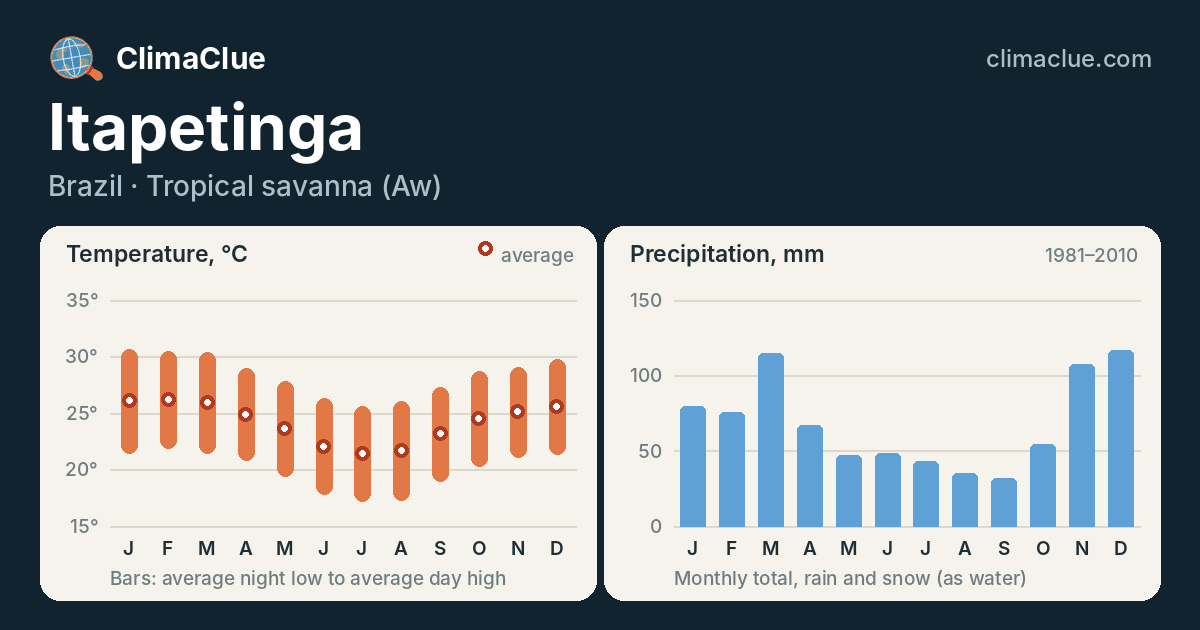 ClimaClue
climaclue.com
Itapetinga
Brazil · Tropical savanna (Aw)
Temperature, °C
average
35°
30°
25°
20°
15°
J F M A M J J A S O N D
Bars: average night low to average day high
Precipitation, mm
1981–2010
150
100
50
0
J F M A M J J A S O N D
Monthly total, rain and snow (as water)